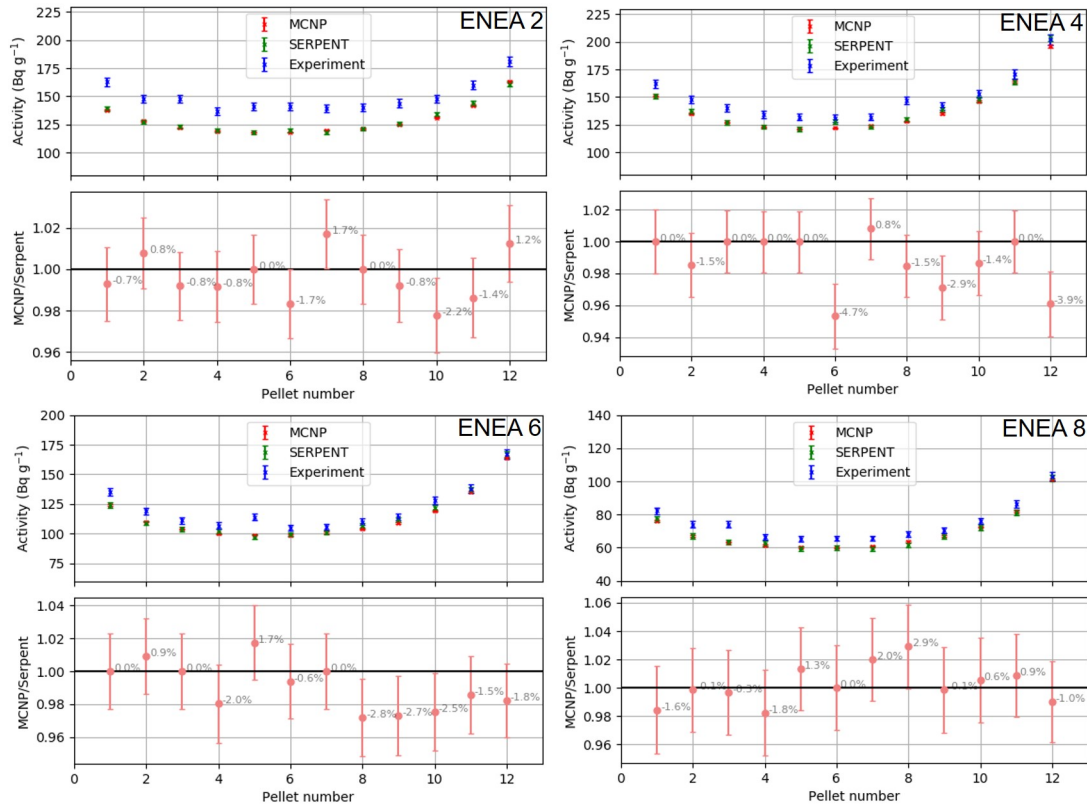 ENEA 2
MCNP
SERPENT
Experiment
Activity (Bq g⁻¹)
225
200
175
150
125
100
MCNP/Serpent
1.02
1.00
0.98
0.96
-0.7%
0.8%
-0.8%
-0.8%
0.0%
-1.7%
1.7%
0.0%
-0.8%
-2.2%
-1.4%
1.2%
0 2 4 6 8 10 12
Pellet number
ENEA 4
MCNP
SERPENT
Experiment
Activity (Bq g⁻¹)
225
200
175
150
125
100
MCNP/Serpent
1.02
1.00
0.98
0.96
0.94
0.0%
-1.5%
0.0%
0.0%
0.0%
-4.7%
0.8%
-1.5%
-2.9%
-1.4%
0.0%
-3.9%
0 2 4 6 8 10 12
Pellet number
ENEA 6
MCNP
SERPENT
Experiment
Activity (Bq g⁻¹)
200
175
150
125
100
75
MCNP/Serpent
1.04
1.02
1.00
0.98
0.96
0.94
0.0%
0.9%
0.0%
-2.0%
1.7%
-0.6%
0.0%
-2.8%
-2.7%
-2.5%
-1.5%
-1.8%
0 2 4 6 8 10 12
Pellet number
ENEA 8
MCNP
SERPENT
Experiment
Activity (Bq g⁻¹)
140
120
100
80
60
40
MCNP/Serpent
1.06
1.04
1.02
1.00
0.98
0.96
-1.6%
-0.1%
-0.3%
-1.8%
1.3%
0.0%
2.0%
2.9%
-0.1%
0.6%
0.9%
-1.0%
0 2 4 6 8 10 12
Pellet number